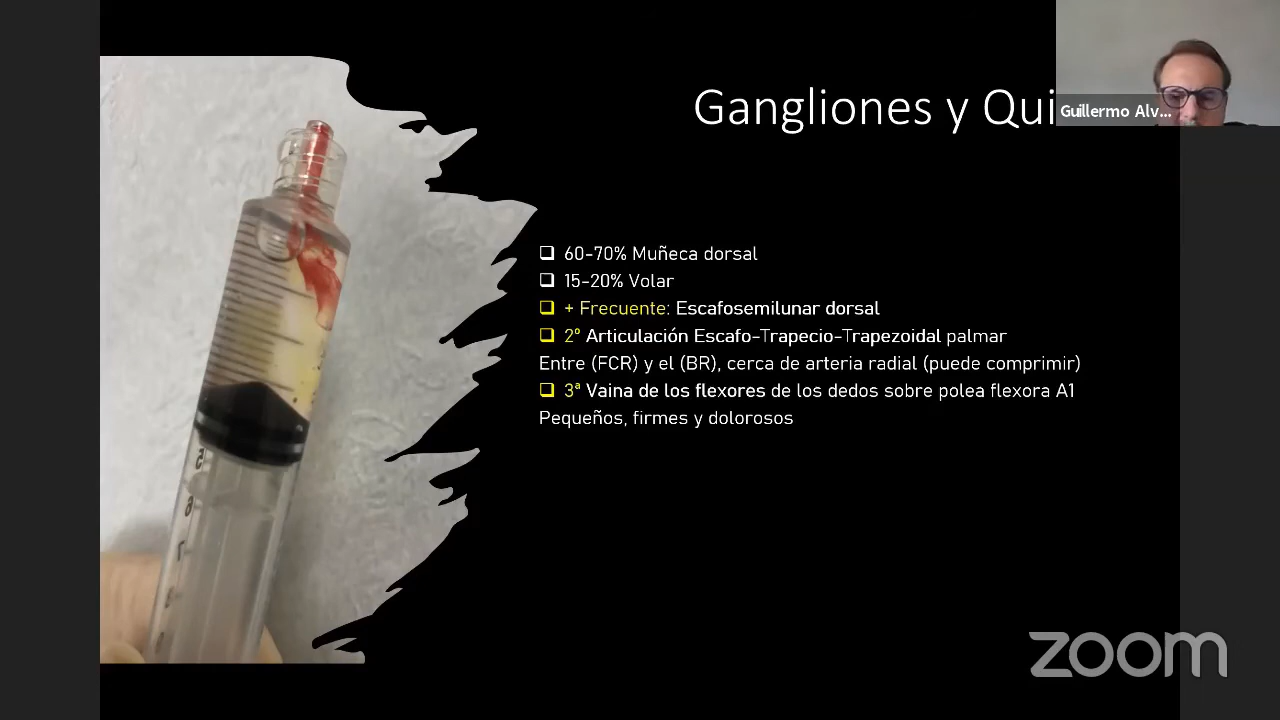 Gangliones y Qui
Guillermo Alv...
❑ 60-70% Muñeca dorsal
❑ 15-20% Volar
❑ + Frecuente: Escafosemilunar dorsal
❑ 2º Articulación Escafo-Trapecio-Trapezoidal palmar
Entre (FCR) y el (BR), cerca de arteria radial (puede comprimir)
❑ 3ª Vaina de los flexores de los dedos sobre polea flexora A1
Pequeños, firmes y dolorosos
zoom